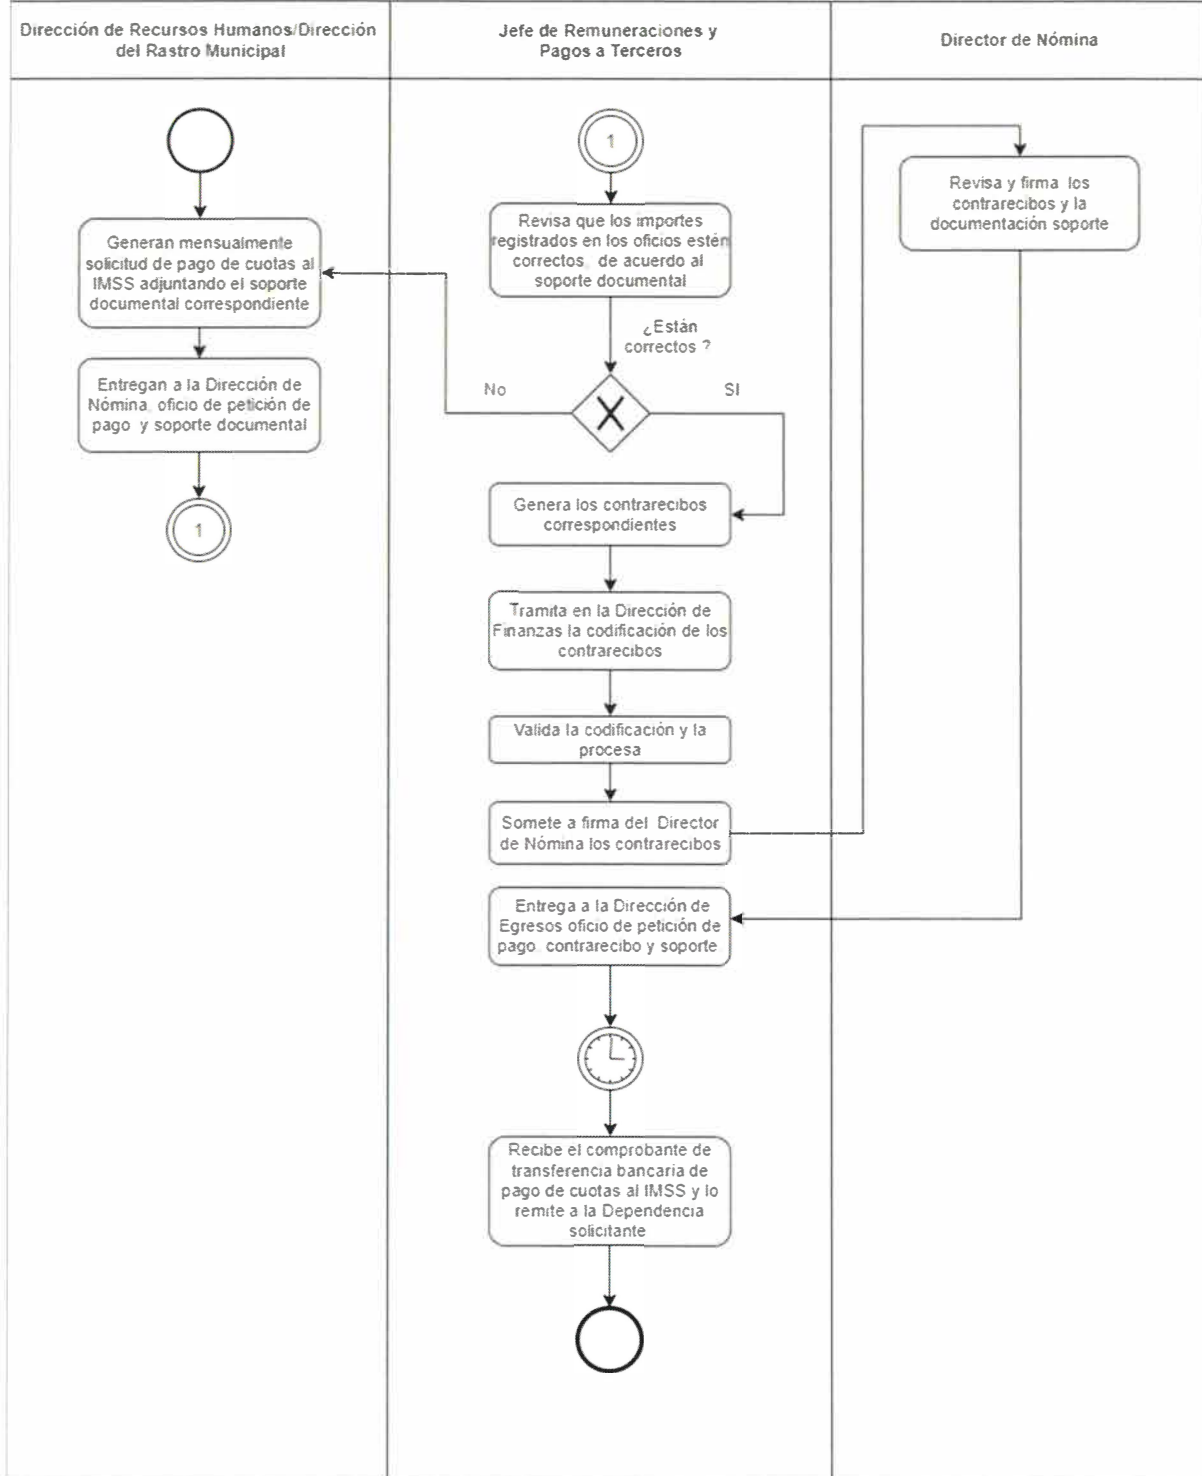 Dirección de Recursos Humanos/Dirección
del Rastro Municipal
Jefe de Remuneraciones y
Pagos a Terceros
Director de Nómina
Generan mensualmente
solicitud de pago de cuotas al
IMSS adjuntando el soporte
documental correspondiente
Entregan a la Dirección de
Nómina, oficio de petición de
pago y soporte documental
1
1
Revisa que los importes
registrados en los oficios estén
correctos de acuerdo al
soporte documental
¿Están
correctos ?
No
SI
Genera los contrarecibos
correspondientes
Tramita en la Dirección de
Finanzas la codificación de los
contrarecibos
Valida la codificación y la
procesa
Somete a firma del Director
de Nómina los contrarecibos
Entrega a la Dirección de
Egresos oficio de petición de
pago contrarecibo y soporte
Recibe el comprobante de
transferencia bancaria de
pago de cuotas al IMSS y lo
remite a la Dependencia
solicitante
Revisa y firma los
contrarecibos y la
documentación soporte